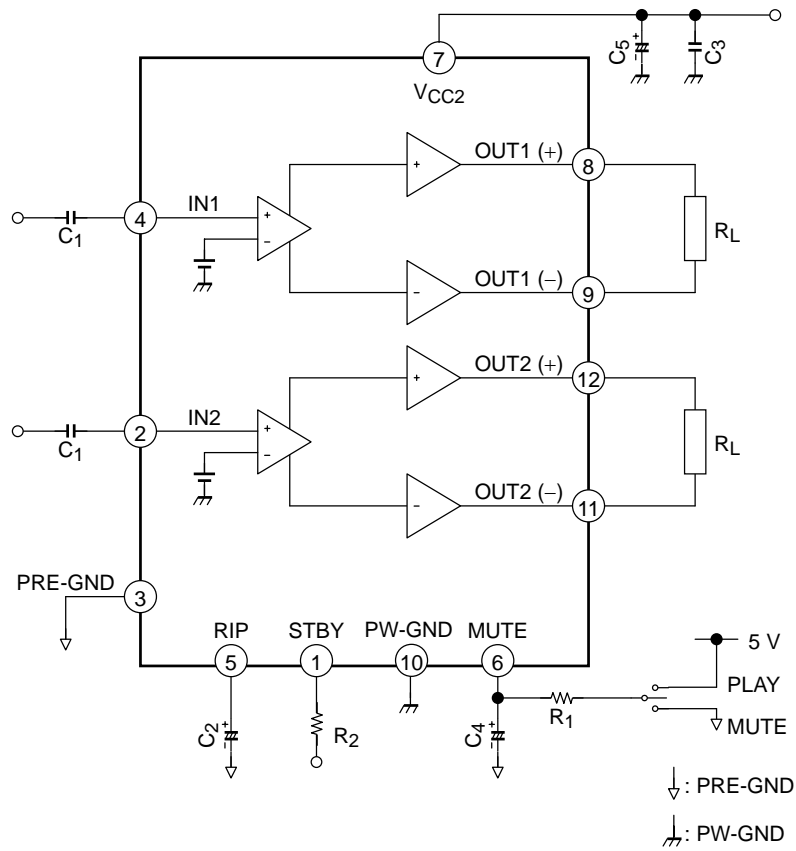 C5
+
−
C3
7
VCC2
OUT1 (+)
8
+
4
IN1
C1
+
−
RL
OUT1 (−)
9
−
OUT2 (+)
12
+
2
IN2
C1
+
−
RL
OUT2 (−)
11
−
PRE-GND
3
RIP
STBY
PW-GND
MUTE
5
1
10
6
5 V
PLAY
R1
MUTE
C2
+
−
R2
C4
+
−
: PRE-GND
: PW-GND